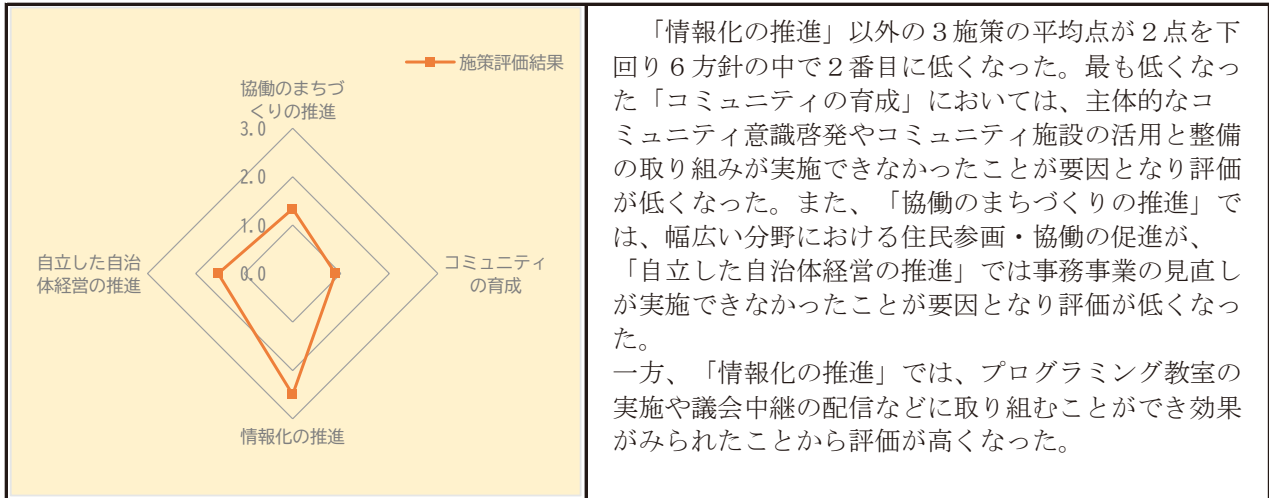 施策評価結果
協働のまちづ
くりの推進
3.0
2.0
1.0
0.0
自立した自治
体経営の推進
コミュニティ
の育成
情報化の推進
「情報化の推進」以外の３施策の平均点が２点を下
回り６方針の中で２番目に低くなった。最も低くなっ
た「コミュニティの育成」においては、主体的なコ
ミュニティ意識啓発やコミュニティ施設の活用と整備
の取り組みが実施できなかったことが要因となり評価
が低くなった。また、「協働のまちづくりの推進」で
は、幅広い分野における住民参画・協働の促進が、
「自立した自治体経営の推進」では事務事業の見直し
が実施できなかったことが要因となり評価が低くなっ
た。
一方、「情報化の推進」では、プログラミング教室の
実施や議会中継の配信などに取り組むことができ効果
がみられたことから評価が高くなった。